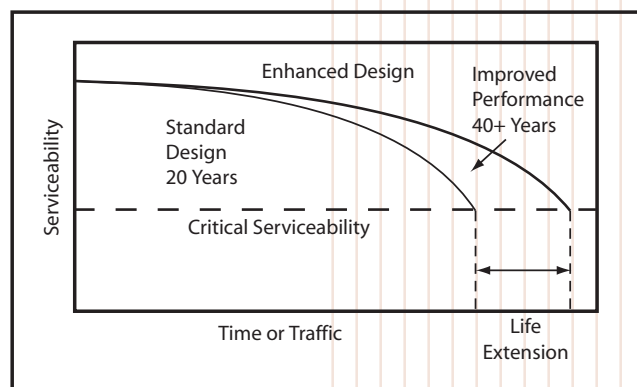 Enhanced Design
Improved
Performance
40+ Years
Standard
Design
20 Years
Serviceability
Critical Serviceability
Time or Traffic
Life
Extension